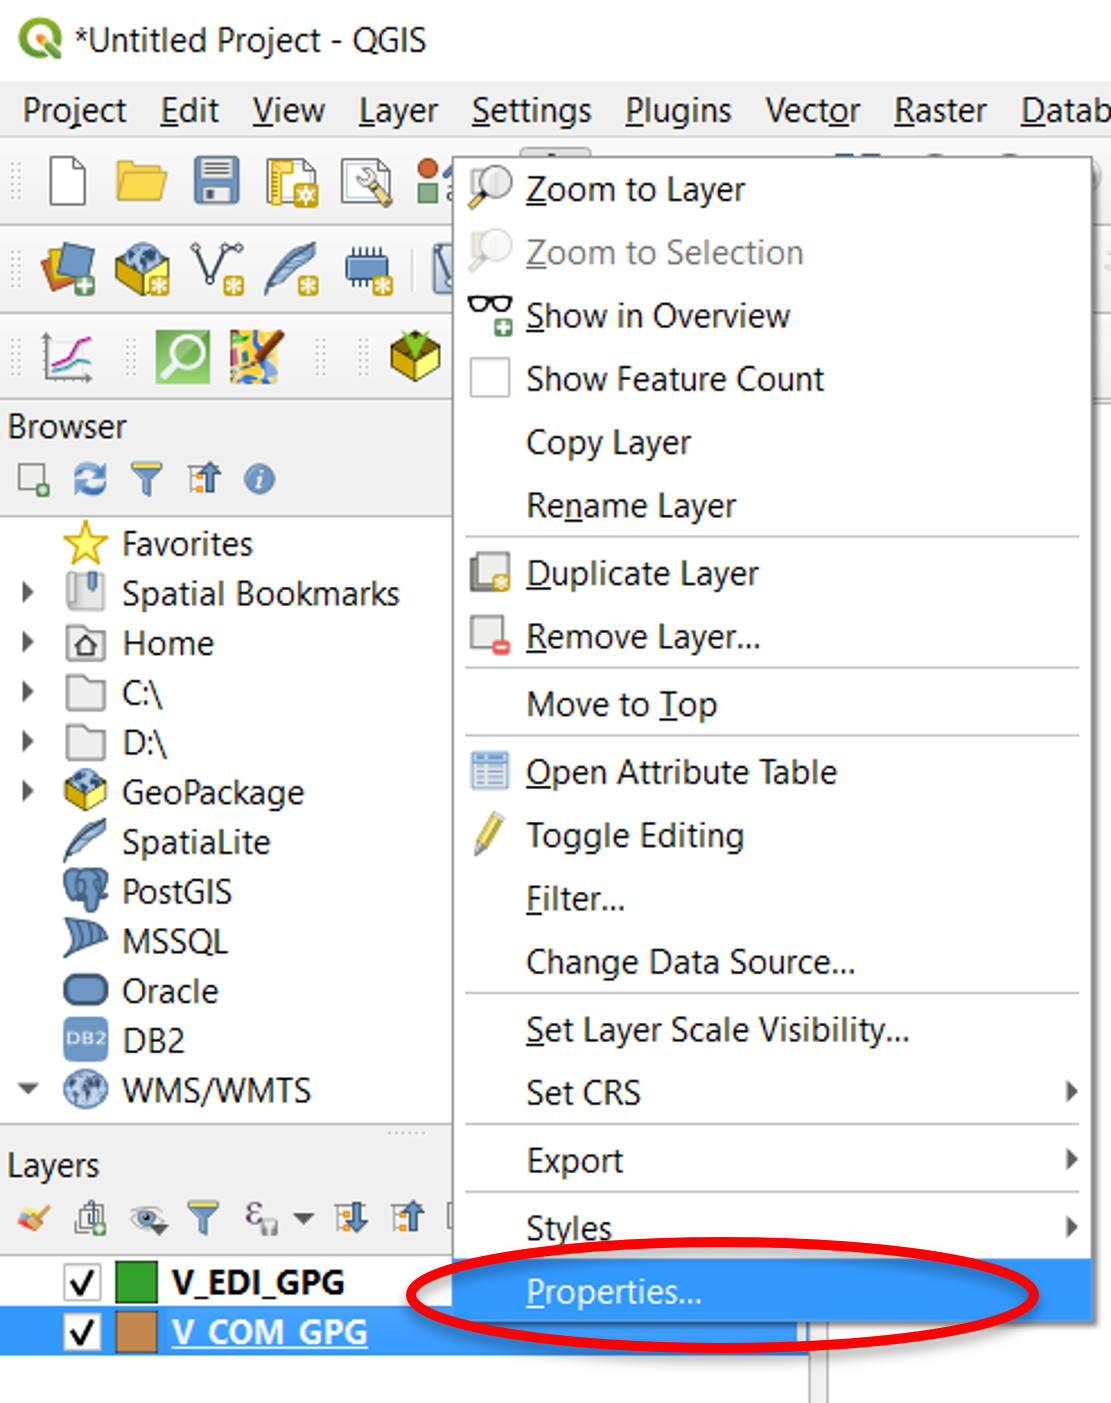 *Untitled Project - QGIS
Project Edit View Layer Settings Plugins Vector Raster Datab
Zoom to Layer
Zoom to Selection
Show in Overview
Show Feature Count
Copy Layer
Rename Layer
Duplicate Layer
Remove Layer...
Move to Top
Open Attribute Table
Toggle Editing
Filter...
Change Data Source...
Set Layer Scale Visibility...
Set CRS
Export
Styles
Properties...
Browser
Favorites
Spatial Bookmarks
Home
C:\
D:\
GeoPackage
SpatiaLite
PostGIS
MSSQL
Oracle
DB2 DB2
WMS/WMTS
Layers
V_EDI_GPG
V_COM_GPG